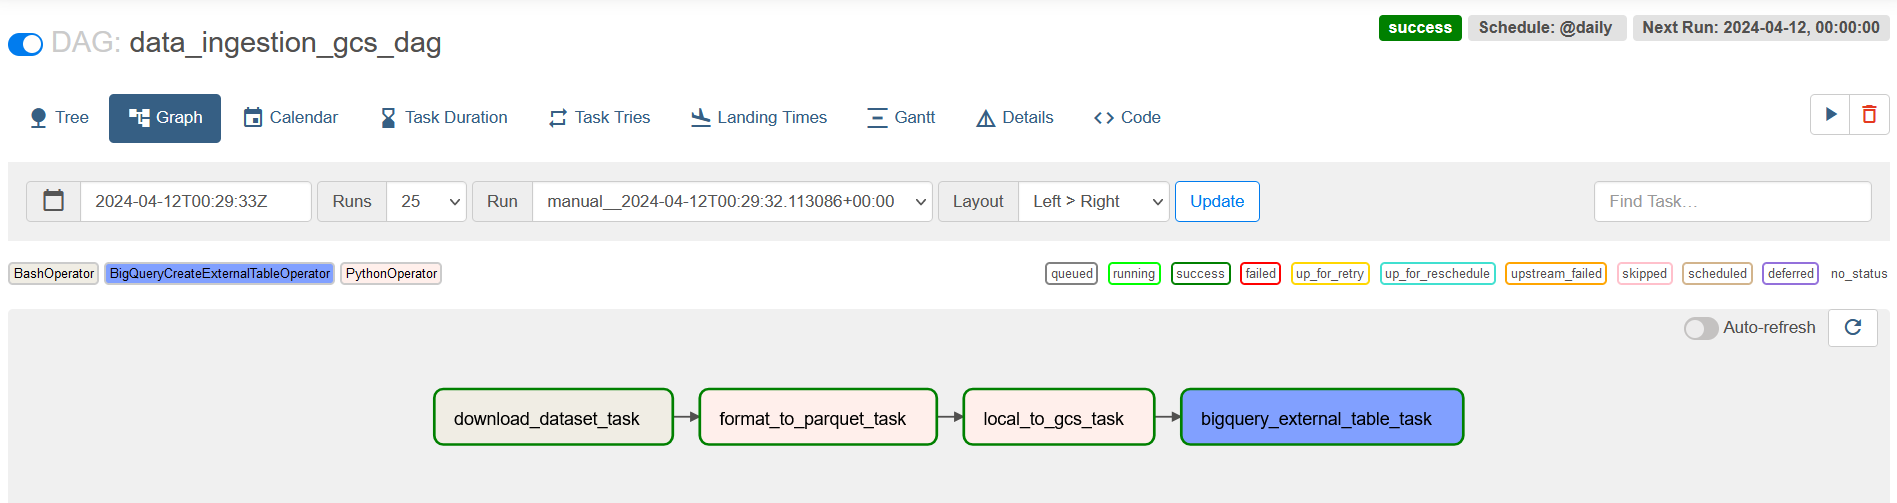 DAG: data_ingestion_gcs_dag
success Schedule: @daily Next Run: 2024-04-12, 00:00:00
Tree Graph Calendar Task Duration Task Tries Landing Times Gantt Details Code
2024-04-12T00:29:33Z Runs 25 Run manual__2024-04-12T00:29:32.113086+00:00 Layout Left > Right Update Find Task…
BashOperator BigQueryCreateExternalTableOperator PythonOperator queued running success failed up_for_retry up_for_reschedule upstream_failed skipped scheduled deferred no_status
Auto-refresh
download_dataset_task format_to_parquet_task local_to_gcs_task bigquery_external_table_task